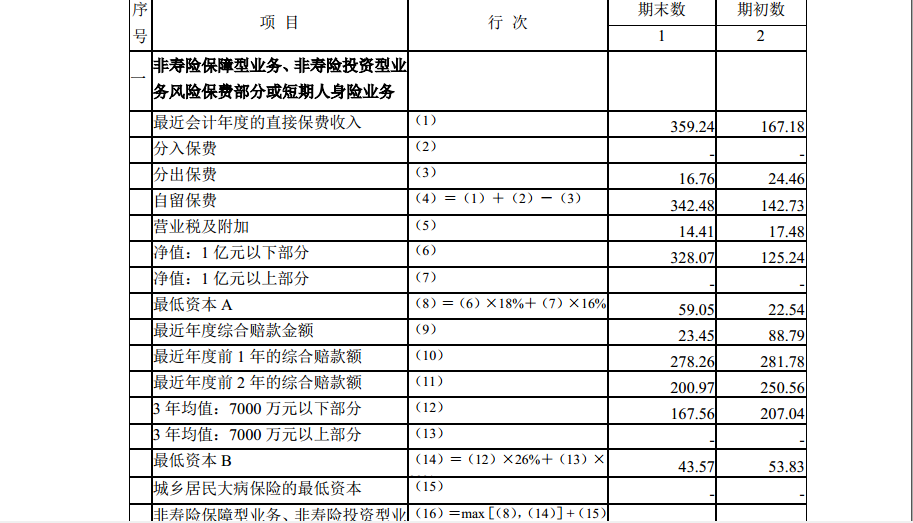 序号 项 目 行 次 期末数 期初数
1 2
一 非寿险保障型业务、非寿险投资型业
务风险保费部分或短期人身险业务
最近会计年度的直接保费收入 (1) 359.24 167.18
分入保费 (2) - -
分出保费 (3) 16.76 24.46
自留保费 (4)=(1)+(2)-(3) 342.48 142.73
营业税及附加 (5) 14.41 17.48
净值：1 亿元以下部分 (6) 328.07 125.24
净值：1 亿元以上部分 (7) - -
最低资本 A (8)=(6)×18%+(7)×16% 59.05 22.54
最近年度综合赔款金额 (9) 23.45 88.79
最近年度前 1 年的综合赔款额 (10) 278.26 281.78
最近年度前 2 年的综合赔款额 (11) 200.97 250.56
3 年均值：7000 万元以下部分 (12) 167.56 207.04
3 年均值：7000 万元以上部分 (13) - -
最低资本 B (14)=(12)×26%+(13)× 43.57 53.83
城乡居民大病保险的最低资本 (15) - -
非寿险保障型业务、非寿险投资型业 (16)=max[(8),(14)]+(15)